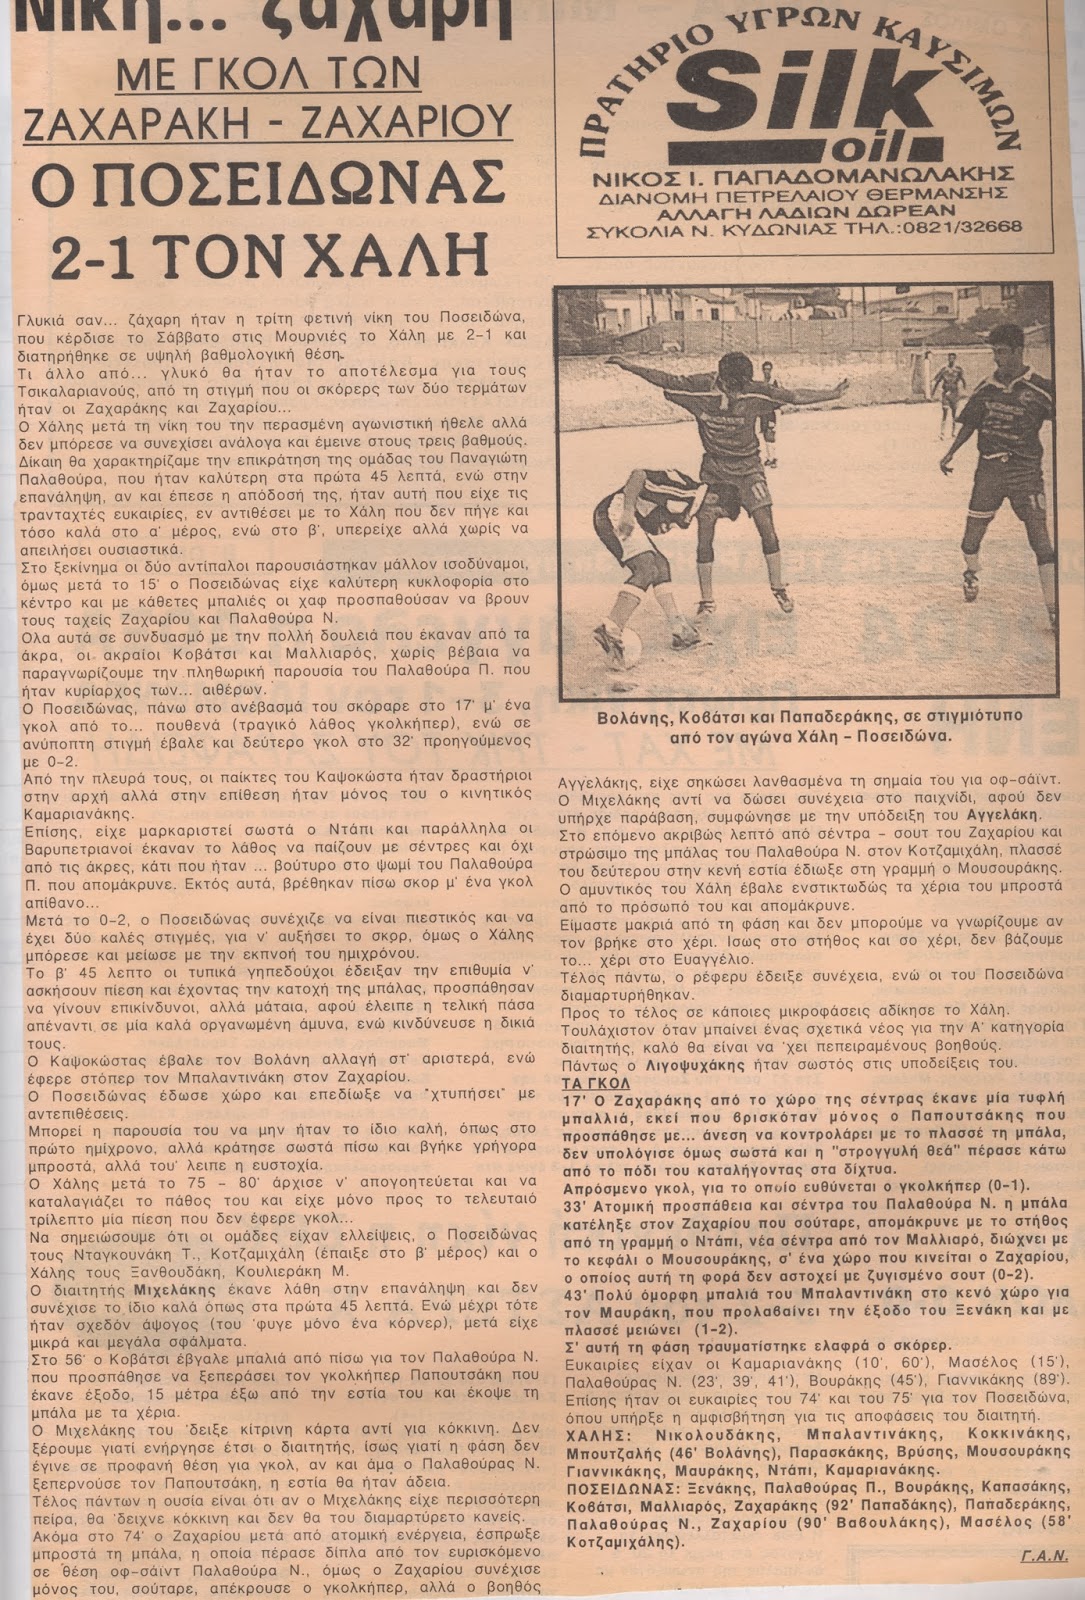 Νίκη... ζάχαρη
ΜΕ ΓΚΟΛ ΤΩΝ
ΖΑΧΑΡΑΚΗ - ΖΑΧΑΡΙΟΥ
Ο ΠΟΣΕΙΔΩΝΑΣ
2-1 ΤΟΝ ΧΑΛΗ
Γλυκιά σαν... ζάχαρη ήταν η τρίτη φετινή νίκη του Ποσειδώνα,
που κέρδισε το Σάββατο στις Μουρνιές το Χάλη με 2-1 και
διατηρήθηκε σε υψηλή βαθμολογική θέση.
Τι άλλο από... γλυκό θα ήταν το αποτέλεσμα για τους
Τσικαλαριανούς, από τη στιγμή που οι σκόρερς των δύο τερμάτων
ήταν οι Ζαχαράκης και Ζαχαρίου...
Ο Χάλης μετά τη νίκη του την περασμένη αγωνιστική ήθελε αλλά
δεν μπόρεσε να συνεχίσει ανάλογα και έμεινε στους τρεις βαθμούς.
Δίκαιη θα χαρακτηρίζαμε την επικράτηση της ομάδας του Παναγιώτη
Παλαθούρα, που ήταν καλύτερη στα πρώτα 45 λεπτά, ενώ στην
επανάληψη, αν και έπεσε η απόδοσή της, ήταν αυτή που είχε τις
τρανταχτές ευκαιρίες, εν αντιθέσει με το Χάλη που δεν πήγε και
τόσο καλά στο α' μέρος, ενώ στο β', υπερείχε αλλά χωρίς να
απειλήσει ουσιαστικά.
Στο ξεκίνημα οι δύο αντίπαλοι παρουσιάστηκαν μάλλον ισοδύναμοι,
όμως μετά το 15' ο Ποσειδώνας είχε καλύτερη κυκλοφορία στο
κέντρο και με κάθετες μπαλιές οι χαφ προσπαθούσαν να βρουν
τους ταχείς Ζαχαρίου και Παλαθούρα Ν.
Ολα αυτά σε συνδυασμό με την πολλή δουλειά που έκαναν από τα
άκρα, οι ακραίοι Κοβάτσι και Μαλλιαρός, χωρίς βέβαια να
παραγνωρίζουμε την πληθωρική παρουσία του Παλαθούρα Π. που
ήταν κυρίαρχος των... αιθέρων.
Ο Ποσειδώνας, πάνω στο ανέβασμά του σκόραρε στο 17' μ' ένα
γκολ από το... πουθενά (τραγικό λάθος γκολκήπερ), ενώ σε
ανύποπτη στιγμή έβαλε και δεύτερο γκολ στο 32' προηγούμενος
με 0-2.
Από την πλευρά τους, οι παίκτες του Καψοκώστα ήταν δραστήριοι
στην αρχή αλλά στην επίθεση ήταν μόνος του ο κινητικός
Καμαριανάκης.
Επίσης, είχε μαρκαριστεί σωστά ο Ντάπι και παράλληλα οι
Βαρυπετριανοί έκαναν το λάθος να παίζουν με σέντρες και όχι
από τις άκρες, κάτι που ήταν ... βούτυρο στο ψωμί του Παλαθούρα
Π. που απομάκρυνε. Εκτός αυτά, βρέθηκαν πίσω σκορ μ' ένα γκολ
απίθανο...
Μετά το 0-2, ο Ποσειδώνας συνέχιζε να είναι πιεστικός και να
έχει δύο καλές στιγμές, για ν' αυξήσει το σκορ, όμως ο Χάλης
μπόρεσε και μείωσε με την εκπνοή του ημιχρόνου.
Το β' 45 λεπτο οι τυπικά γηπεδούχοι έδειξαν την επιθυμία ν'
ασκήσουν πίεση και έχοντας την κατοχή της μπάλας, προσπάθησαν
να γίνουν επικίνδυνοι, αλλά μάταια, αφού έλειπε η τελική πάσα
απέναντι σε μία καλά οργανωμένη άμυνα, ενώ κινδύνευσε η δικιά
τους.
Ο Καψοκώστας έβαλε τον Βολάνη αλλαγή στ' αριστερά, ενώ
έφερε στόπερ τον Μπαλαντινάκη στον Ζαχαρίου.
Ο Ποσειδώνας έδωσε χώρο και επεδίωξε να "χτυπήσει" με
αντεπιθέσεις.
Μπορεί η παρουσία του να μην ήταν το ίδιο καλή, όπως στο
πρώτο ημίχρονο, αλλά κράτησε σωστά πίσω και βγήκε γρήγορα
μπροστά, αλλά του' λειπε η ευστοχία.
Ο Χάλης μετά το 75 - 80' άρχισε ν' απογοητεύεται και να
καταλαγιάζει το πάθος του και είχε μόνο προς το τελευταίο
τρίλεπτο μία πίεση που δεν έφερε γκολ...
Να σημειώσουμε ότι οι ομάδες είχαν ελλείψεις, ο Ποσειδώνας
τους Νταγκουνάκη Τ., Κοτζαμιχάλη (έπαιξε στο β' μέρος) και ο
Χάλης τους Ξανθουδάκη, Κουλιεράκη Μ.
Ο διαιτητής Μιχελάκης έκανε λάθη στην επανάληψη και δεν
συνέχισε το ίδιο καλά όπως στα πρώτα 45 λεπτά. Ενώ μέχρι τότε
ήταν σχεδόν άψογος (του 'φυγε μόνο ένα κόρνερ), μετά είχε
μικρά και μεγάλα σφάλματα.
Στο 56' ο Κοβάτσι έβγαλε μπαλιά από πίσω για τον Παλαθούρα Ν.
που προσπάθησε να ξεπεράσει τον γκολκήπερ Παπουτσάκη που
έκανε έξοδο, 15 μέτρα έξω από την εστία του και έκοψε τη
μπάλα με τα χέρια.
Ο Μιχελάκης του 'δειξε κίτρινη κάρτα αντί για κόκκινη. Δεν
ξέρουμε γιατί ενήργησε έτσι ο διαιτητής, ίσως γιατί η φάση δεν
έγινε σε προφανή θέση για γκολ, αν και άμα ο Παλαθούρας Ν.
ξεπερνούσε τον Παπουτσάκη, η εστία θα ήταν άδεια.
Τέλος πάντων η ουσία είναι ότι αν ο Μιχελάκης είχε περισσότερη
πείρα, θα 'δειχνε κόκκινη και δεν θα του διαμαρτύρετο κανείς.
Ακόμα στο 74' ο Ζαχαρίου μετά από ατομική ενέργεια, έσπρωξε
μπροστά τη μπάλα, η οποία πέρασε δίπλα από τον ευρισκόμενο
σε θέση οφ-σάϊντ Παλαθούρα Ν., όμως ο Ζαχαρίου συνέχισε
μόνος του, σούταρε, απέκρουσε ο γκολκήπερ, αλλά ο βοηθός
ΠΡΑΤΗΡΙΟ ΥΓΡΩΝ ΚΑΥΣΙΜΩΝ
Silk
oil
ΝΙΚΟΣ Ι. ΠΑΠΑΔΟΜΑΝΩΛΑΚΗΣ
ΔΙΑΝΟΜΗ ΠΕΤΡΕΛΑΙΟΥ ΘΕΡΜΑΝΣΗΣ
ΑΛΛΑΓΗ ΛΑΔΙΩΝ ΔΩΡΕΑΝ
ΣΥΚΟΛΙΑ Ν. ΚΥΔΩΝΙΑΣ ΤΗΛ.:0821/32668
Βολάνης, Κοβάτσι και Παπαδεράκης, σε στιγμιότυπο
από τον αγώνα Χάλη - Ποσειδώνα.
Αγγελάκης, είχε σηκώσει λανθασμένα τη σημαία του για οφ-σάϊντ.
Ο Μιχελάκης αντί να δώσει συνέχεια στο παιχνίδι, αφού δεν
υπήρχε παράβαση, συμφώνησε με την υπόδειξη του Αγγελάκη.
Στο επόμενο ακριβώς λεπτό από σέντρα - σουτ του Ζαχαρίου και
στρώσιμο της μπάλας του Παλαθούρα Ν. στον Κοτζαμιχάλη, πλασσέ
του δεύτερου στην κενή εστία έδιωξε στη γραμμή ο Μουσουράκης.
Ο αμυντικός του Χάλη έβαλε ενστικτωδώς τα χέρια του μπροστά
από το πρόσωπό του και απομάκρυνε.
Είμαστε μακριά από τη φάση και δεν μπορούμε να γνωρίζουμε αν
τον βρήκε στο χέρι. Ισως στο στήθος και σο χέρι, δεν βάζουμε
το... χέρι στο Ευαγγέλιο.
Τέλος πάντω, ο ρέφερυ έδειξε συνέχεια, ενώ οι του Ποσειδώνα
διαμαρτυρήθηκαν.
Προς το τέλος σε κάποιες μικροφάσεις αδίκησε το Χάλη.
Τουλάχιστον όταν μπαίνει ένας σχετικά νέος για την Α' κατηγορία
διαιτητής, καλό θα είναι να 'χει πεπειραμένους βοηθούς.
Πάντως ο Λιγοψυχάκης ήταν σωστός στις υποδείξεις του.
ΤΑ ΓΚΟΛ
17' Ο Ζαχαράκης από το χώρο της σέντρας έκανε μία τυφλή
μπαλλιά, εκεί που βρισκόταν μόνος ο Παπουτσάκης που
προσπάθησε με... άνεση να κοντρολάρει με το πλασσέ τη μπάλα,
δεν υπολόγισε όμως σωστά και η "στρογγυλή θεά" πέρασε κάτω
από το πόδι του καταλήγοντας στα δίχτυα.
Απρόσμενο γκολ, για το οποίο ευθύνεται ο γκολκήπερ (0-1).
33' Ατομική προσπάθεια και σέντρα του Παλαθούρα Ν. η μπάλα
κατέληξε στον Ζαχαρίου που σούταρε, απομάκρυνε με το στήθος
από τη γραμμή ο Ντάπι, νέα σέντρα από τον Μαλλιαρό, διώχνει με
το κεφάλι ο Μουσουράκης, σ' ένα χώρο που κινείται ο Ζαχαρίου,
ο οποίος αυτή τη φορά δεν αστοχεί με ζυγισμένο σουτ (0-2).
43' Πολύ όμορφη μπαλιά του Μπαλαντινάκη στο κενό χώρο για
τον Μαυράκη, που προλαβαίνει την έξοδο του Ξενάκη και με
πλασσέ μειώνει (1-2).
Σ' αυτή τη φάση τραυματίστηκε ελαφρά ο σκόρερ.
Ευκαιρίες είχαν οι Καμαριανάκης (10', 60'), Μασέλος (15'),
Παλαθούρας Ν. (23', 39', 41'), Βουράκης (45'), Γιαννικάκης (89').
Επίσης ήταν οι ευκαιρίες του 74' και του 75' για τον Ποσειδώνα,
όπου υπήρξε η αμφισβήτηση για τις αποφάσεις του διαιτητή.
ΧΑΛΗΣ: Νικολουδάκης, Μπαλαντινάκης, Κοκκινάκης,
Μπουτζαλής (46' Βολάνης), Παρασκάκης, Βρύσης, Μουσουράκης
Γιαννικάκης, Μαυράκης, Ντάπι, Καμαριανάκης.
ΠΟΣΕΙΔΩΝΑΣ: Ξενάκης, Παλαθούρας Π., Βουράκης, Καπασάκης,
Κοβάτσι, Μαλλιαρός, Ζαχαράκης (92' Παπαδάκης), Παπαδεράκης,
Παλαθούρας Ν., Ζαχαρίου (90' Βαβουλάκης), Μασέλος (58'
Κοτζαμιχάλης).
Γ.Α.Ν.